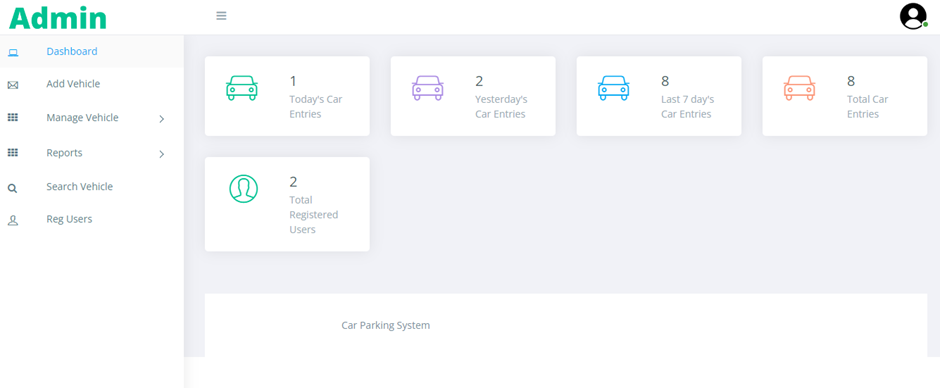 Admin
Dashboard
Add Vehicle
Manage Vehicle
Reports
Search Vehicle
Reg Users
1
Today's Car
Entries
2
Yesterday's
Car Entries
8
Last 7 day's
Car Entries
8
Total Car
Entries
2
Total
Registered
Users
Car Parking System